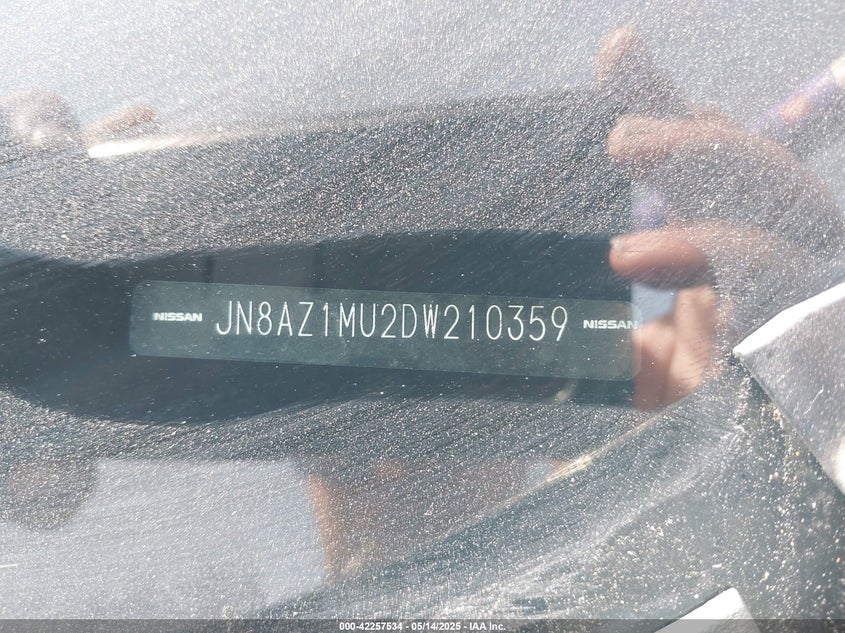 NISSAN JN8AZ1MU2DW210359 NISSAN
000-42257534 — 05/14/2025 — IAA Inc.